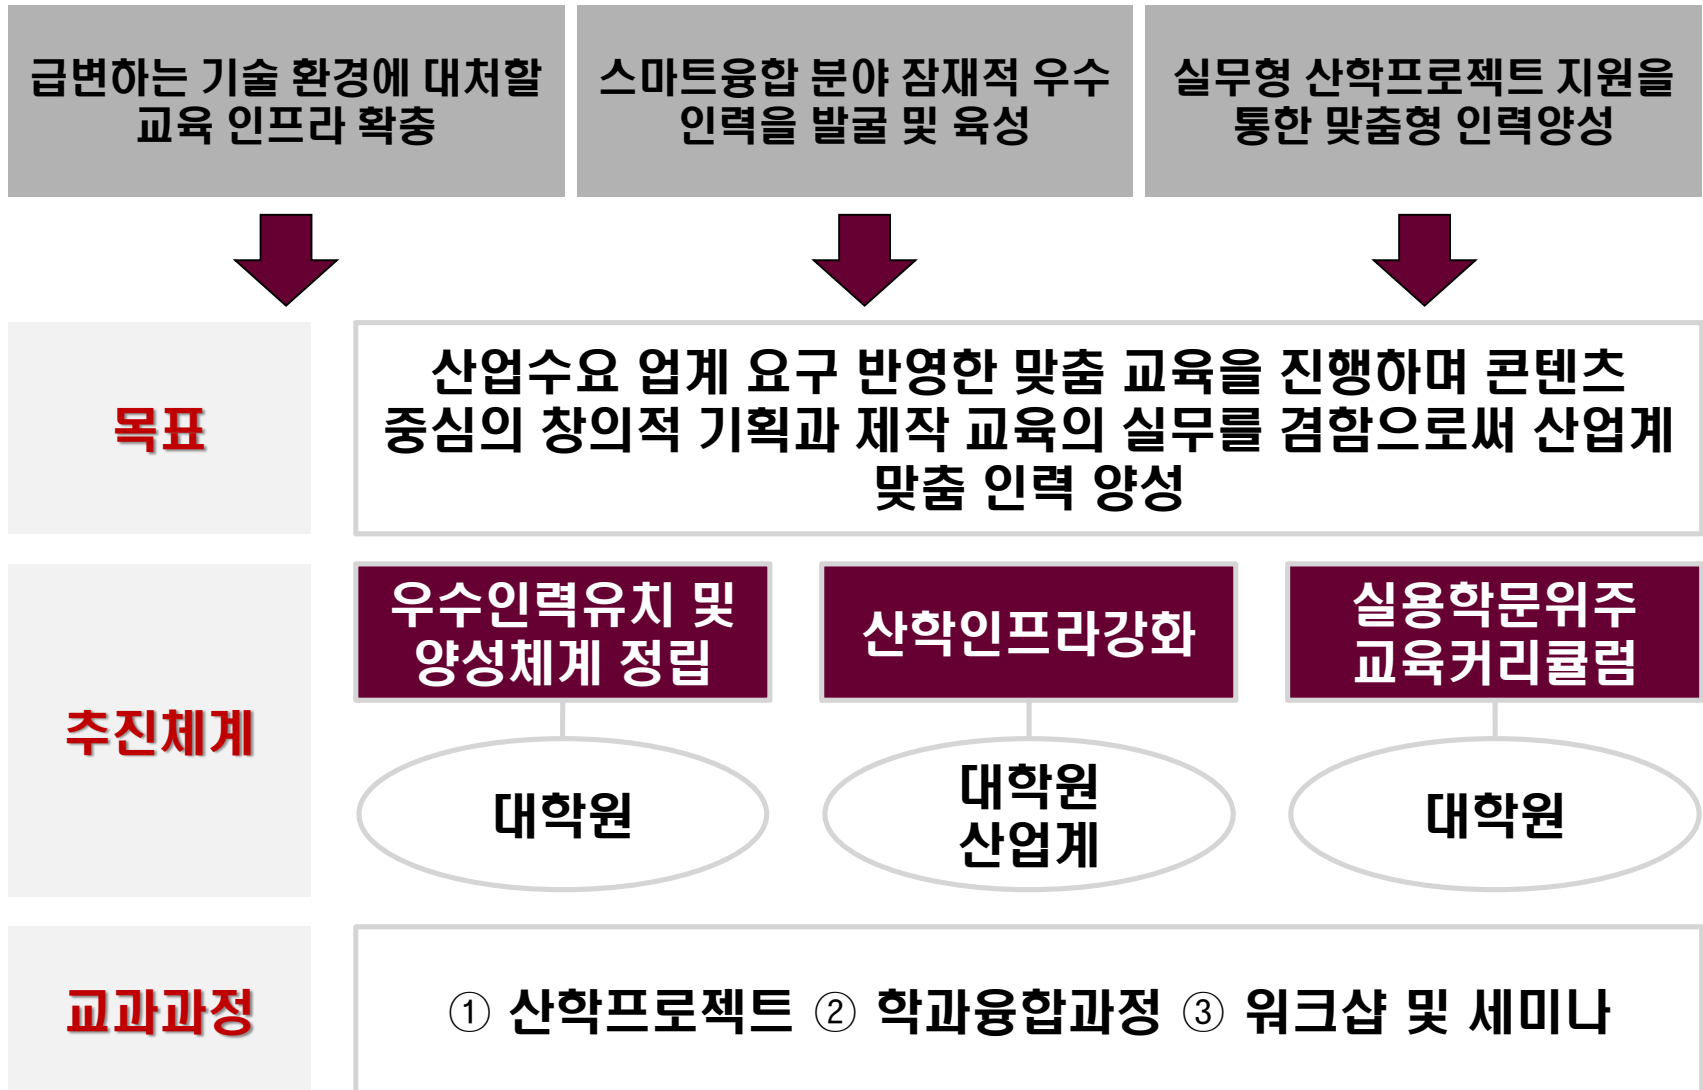 급변하는 기술 환경에 대처할
교육 인프라 확충
스마트융합 분야 잠재적 우수
인력을 발굴 및 육성
실무형 산학프로젝트 지원을
통한 맞춤형 인력양성
목표
산업수요 업계 요구 반영한 맞춤 교육을 진행하며 콘텐츠
중심의 창의적 기획과 제작 교육의 실무를 겸함으로써 산업계
맞춤 인력 양성
추진체계
우수인력유치 및
양성체계 정립
대학원
산학인프라강화
대학원
산업계
실용학문위주
교육커리큘럼
대학원
교과과정
① 산학프로젝트 ② 학과융합과정 ③ 워크샵 및 세미나